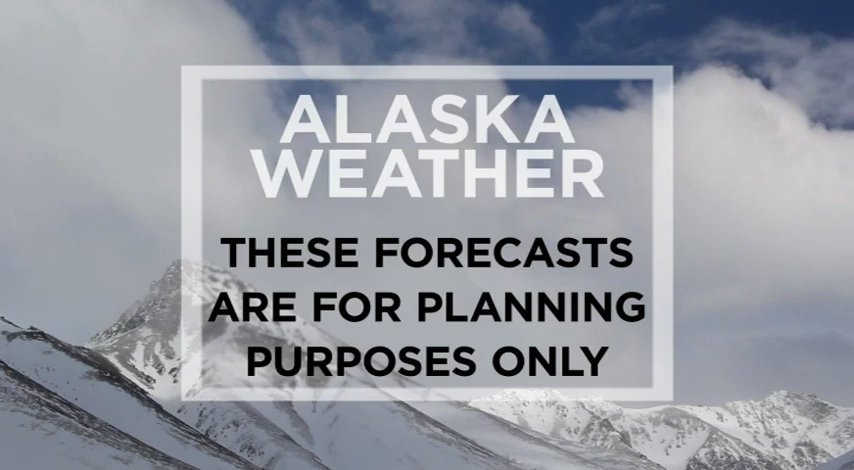 ALASKA
WEATHER
THESE FORECASTS
ARE FOR PLANNING
PURPOSES ONLY